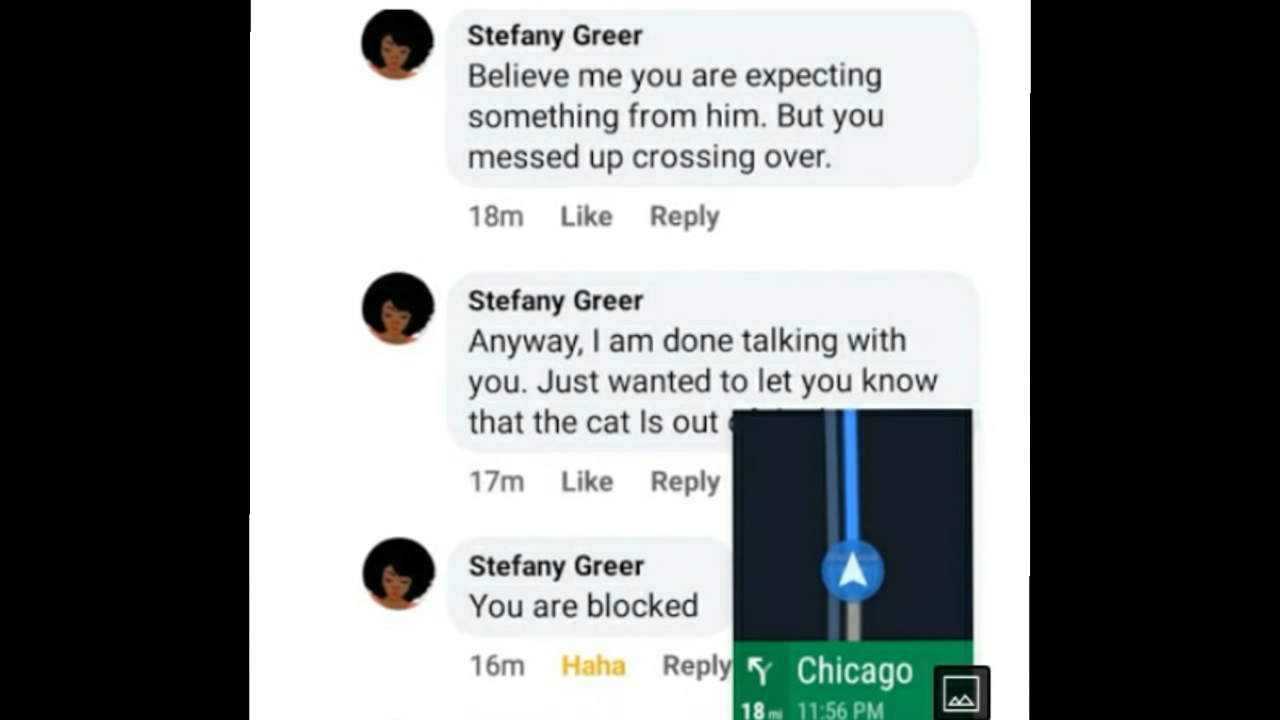 Stefany Greer
Believe me you are expecting
something from him. But you
messed up crossing over.
18m Like Reply
Stefany Greer
Anyway, I am done talking with
you. Just wanted to let you know
that the cat Is out
17m Like Reply
Stefany Greer
You are blocked
16m Haha Reply
Chicago
18 mi 11:56 PM